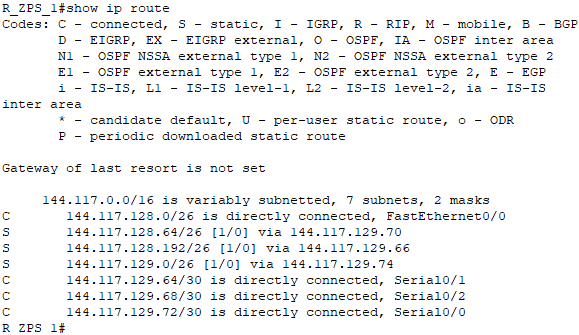 R_ZPS_1#show ip route
Codes: C - connected, S - static, I - IGRP, R - RIP, M - mobile, B - BGP
       D - EIGRP, EX - EIGRP external, O - OSPF, IA - OSPF inter area
       N1 - OSPF NSSA external type 1, N2 - OSPF NSSA external type 2
       E1 - OSPF external type 1, E2 - OSPF external type 2, E - EGP
       i - IS-IS, L1 - IS-IS level-1, L2 - IS-IS level-2, ia - IS-IS
inter area
       * - candidate default, U - per-user static route, o - ODR
       P - periodic downloaded static route
Gateway of last resort is not set
     144.117.0.0/16 is variably subnetted, 7 subnets, 2 masks
C       144.117.128.0/26 is directly connected, FastEthernet0/0
S       144.117.128.64/26 [1/0] via 144.117.129.70
S       144.117.128.192/26 [1/0] via 144.117.129.66
S       144.117.129.0/26 [1/0] via 144.117.129.74
C       144.117.129.64/30 is directly connected, Serial0/1
C       144.117.129.68/30 is directly connected, Serial0/2
C       144.117.129.72/30 is directly connected, Serial0/0
R_ZPS_1#